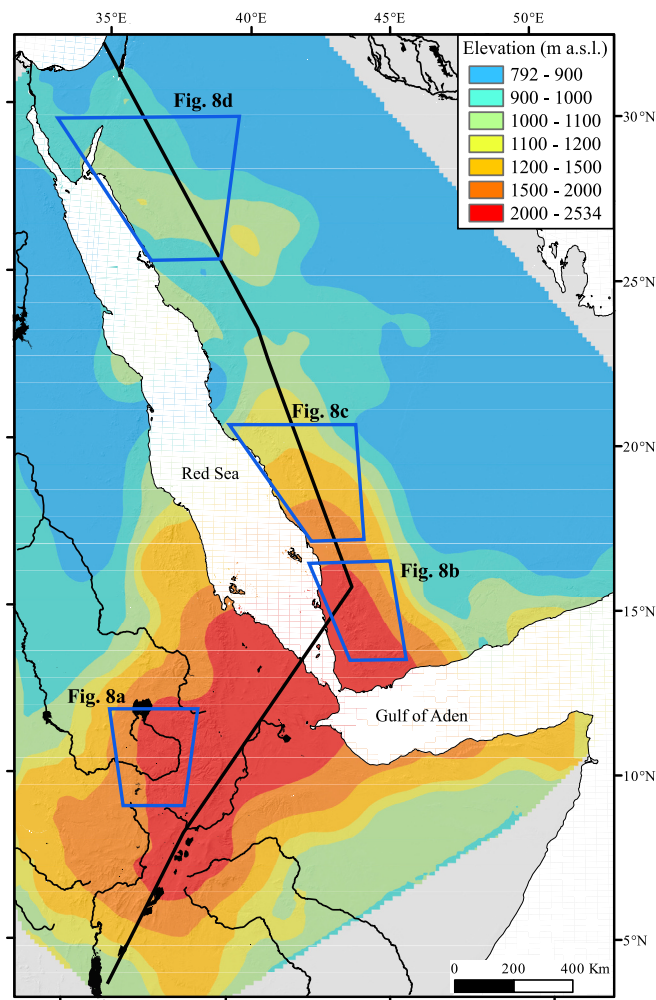 35°E 40°E 45°E 50°E
Elevation (m a.s.l.)
792 - 900
900 - 1000
1000 - 1100
1100 - 1200
1200 - 1500
1500 - 2000
2000 - 2534
Fig. 8d
30°N
25°N
Fig. 8c
20°N
Red Sea
Fig. 8b
15°N
Fig. 8a
Gulf of Aden
10°N
5°N
0 200 400 Km